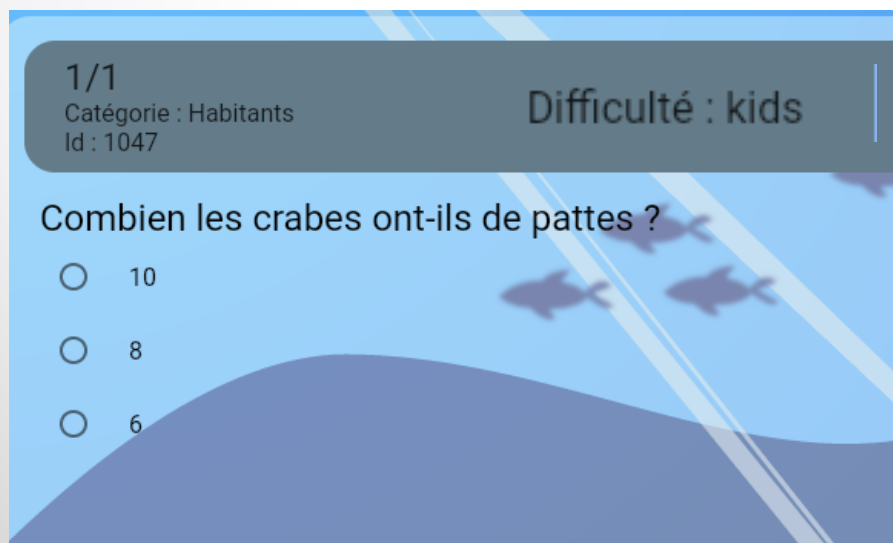 1/1
Catégorie : Habitants
Id : 1047
Difficulté : kids
Combien les crabes ont-ils de pattes ?
10
8
6